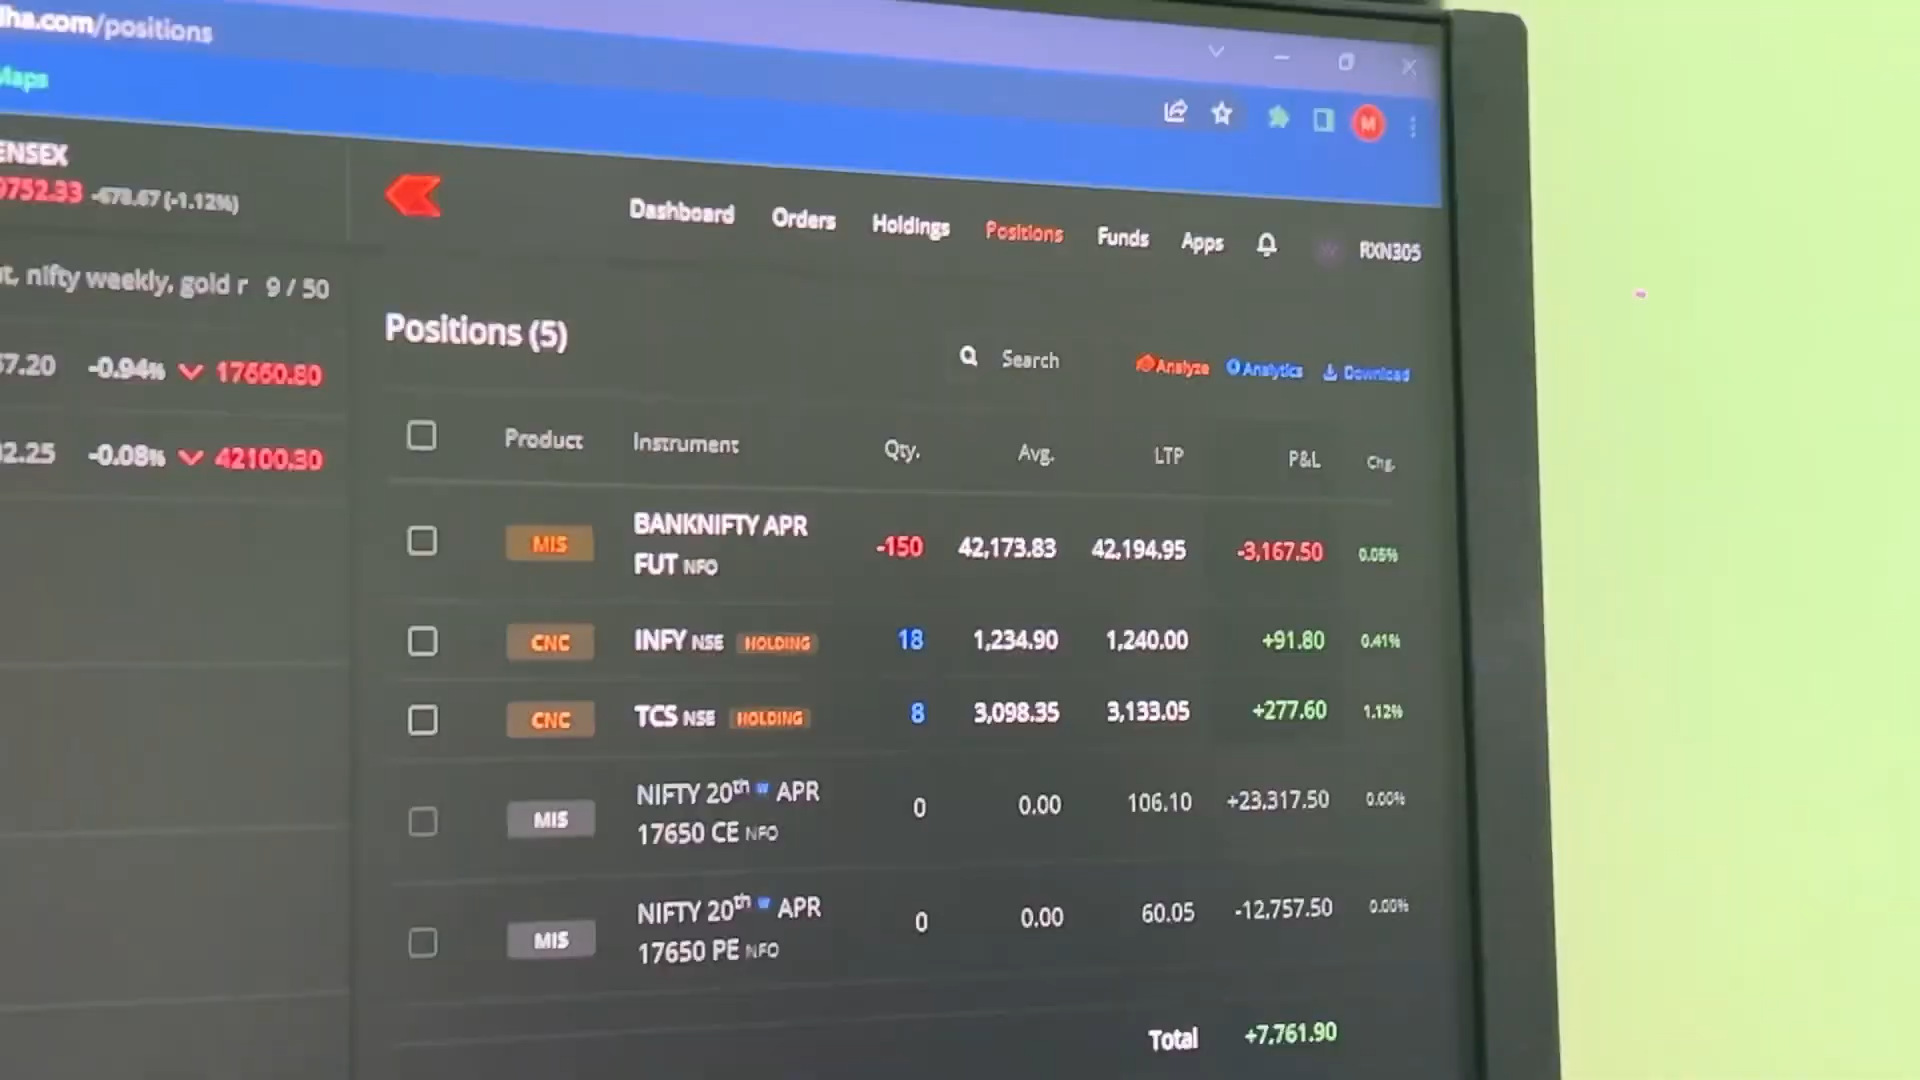 dha.com/positions
Maps
ENSEX
9752.33 -678.67 (-1.12%)
Dashboard Orders Holdings Positions Funds Apps RXN305
t, nifty weekly, gold r 9 / 50
Positions (5)
Search Analyze Analytics Download
57.20 -0.94% 17660.80
2.25 -0.08% 42100.30
Product Instrument Qty. Avg. LTP P&L Chg.
MIS BANKNIFTY APR FUT NFO -150 42,173.83 42,194.95 -3,167.50 0.05%
CNC INFY NSE HOLDING 18 1,234.90 1,240.00 +91.80 0.41%
CNC TCS NSE HOLDING 8 3,098.35 3,133.05 +277.60 1.12%
MIS NIFTY 20th w APR 17650 CE NFO 0 0.00 106.10 +23,317.50 0.00%
MIS NIFTY 20th w APR 17650 PE NFO 0 0.00 60.05 -12,757.50 0.00%
Total +7,761.90
M